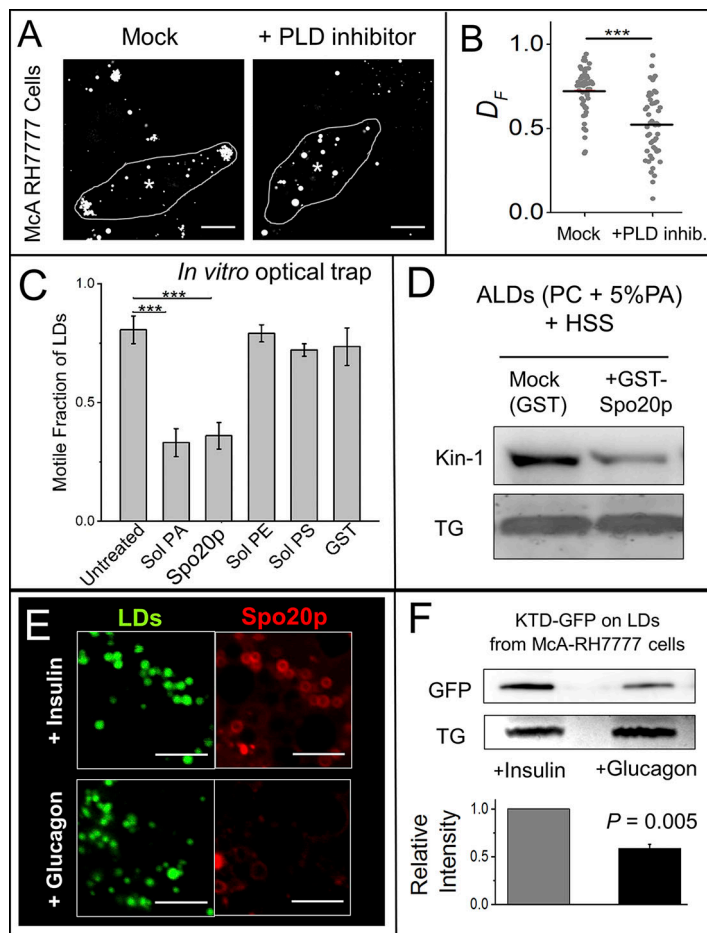 A
Mock
+ PLD inhibitor
McA RH7777 Cells
*
*
B
***
D_F
1.0
0.5
0.0
Mock
+PLD inhib.
C
In vitro optical trap
***
***
Motile Fraction of LDs
1.0
0.5
0.0
Untreated
Sol PA
Spo20p
Sol PE
Sol PS
GST
D
ALDs (PC + 5%PA)
+ HSS
Mock
(GST)
+GST-
Spo20p
Kin-1
TG
E
LDs
Spo20p
+ Insulin
+ Glucagon
F
KTD-GFP on LDs
from McA-RH7777 cells
GFP
TG
+Insulin
+Glucagon
Relative
Intensity
1.0
0.5
0.0
P = 0.005